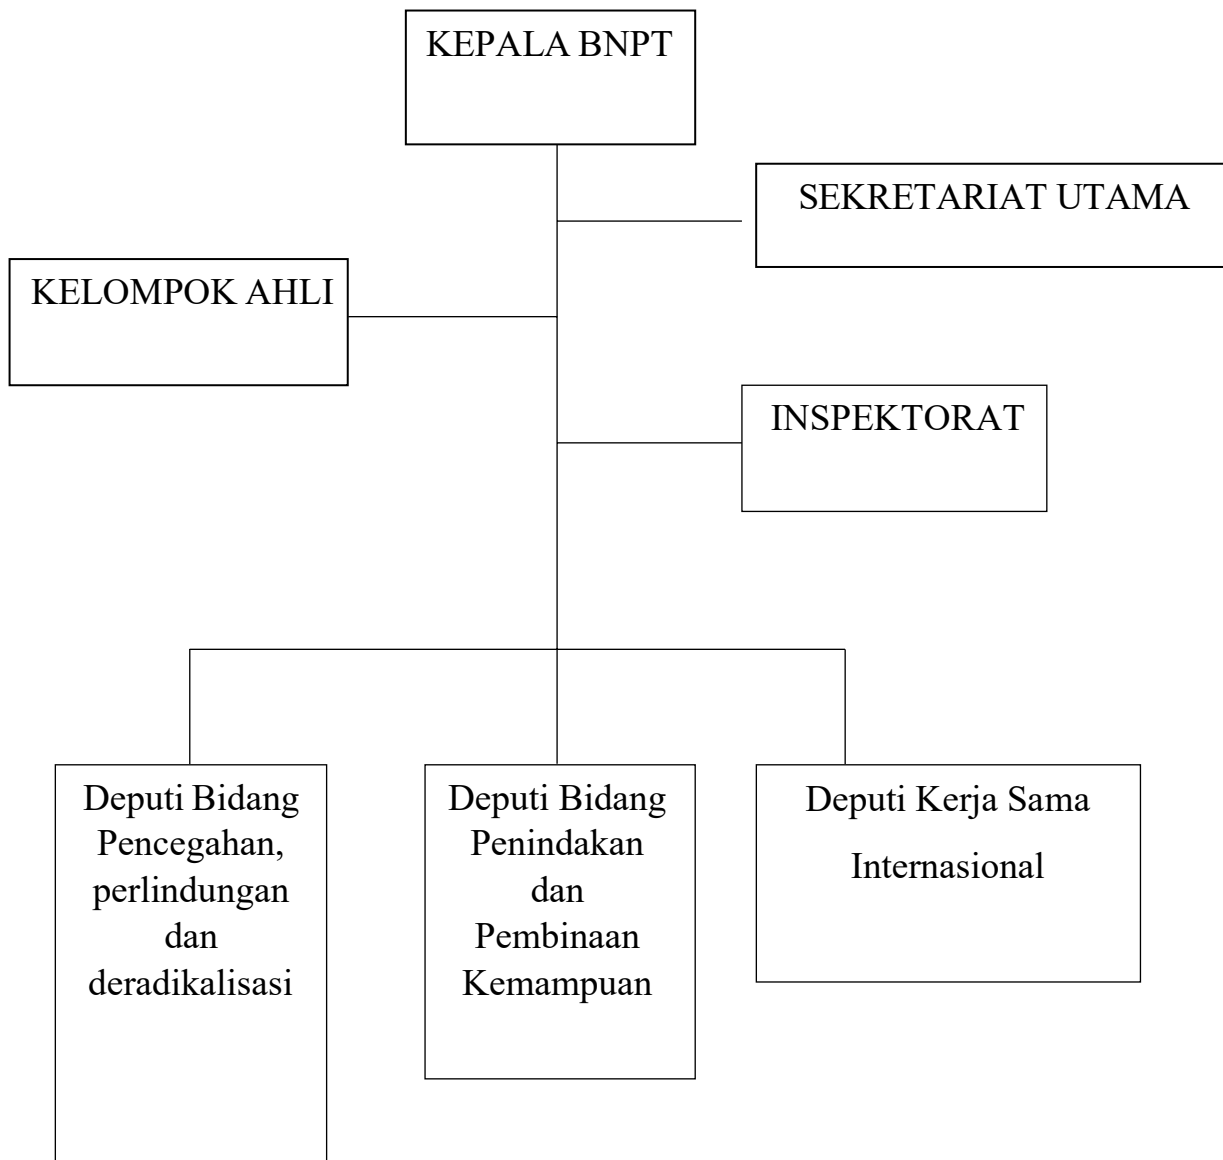 KEPALA BNPT
SEKRETARIAT UTAMA
KELOMPOK AHLI
INSPEKTORAT
Deputi Bidang
Pencegahan,
perlindungan
dan
deradikalisasi
Deputi Bidang
Penindakan
dan
Pembinaan
Kemampuan
Deputi Kerja Sama
Internasional